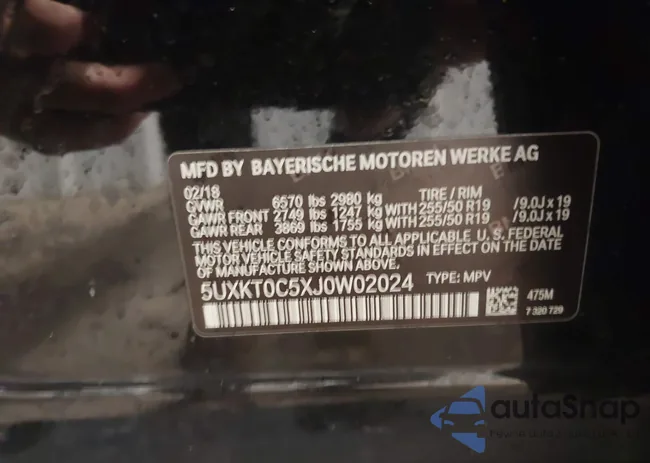 MFD BY BAYERISCHE MOTOREN WERKE AG
02/18
GVWR 6570 lbs 2980 kg TIRE / RIM
GAWR FRONT 2749 lbs 1247 kg WITH 255/50 R19 /9.0J x 19
GAWR REAR 3869 lbs 1755 kg WITH 255/50 R19 /9.0J x 19
THIS VEHICLE CONFORMS TO ALL APPLICABLE U. S. FEDERAL
MOTOR VEHICLE SAFETY STANDARDS IN EFFECT ON THE DATE
OF MANUFACTURE SHOWN ABOVE.
5UXKT0C5XJ0W02024 TYPE: MPV
475M
7 320 729
autoSnap